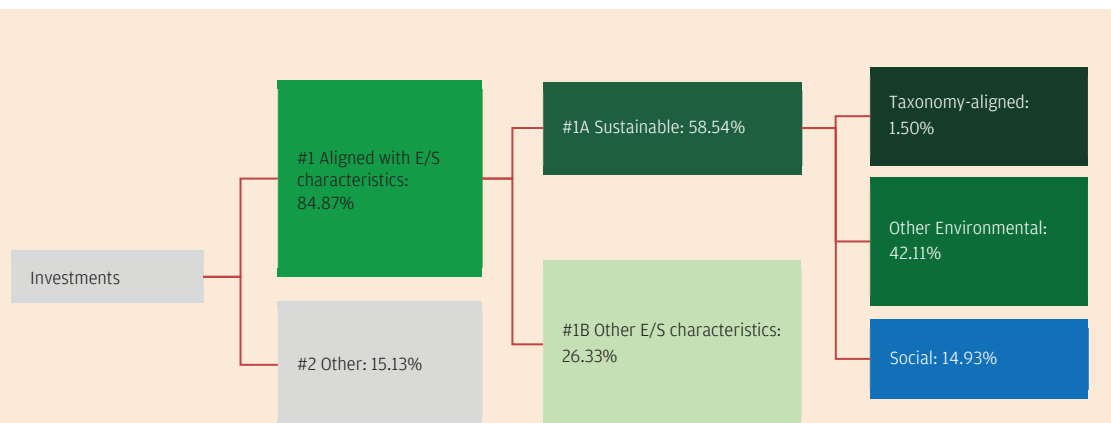 Investments
#1 Aligned with E/S
characteristics:
84.87%
#2 Other: 15.13%
#1A Sustainable: 58.54%
#1B Other E/S characteristics:
26.33%
Taxonomy-aligned:
1.50%
Other Environmental:
42.11%
Social: 14.93%